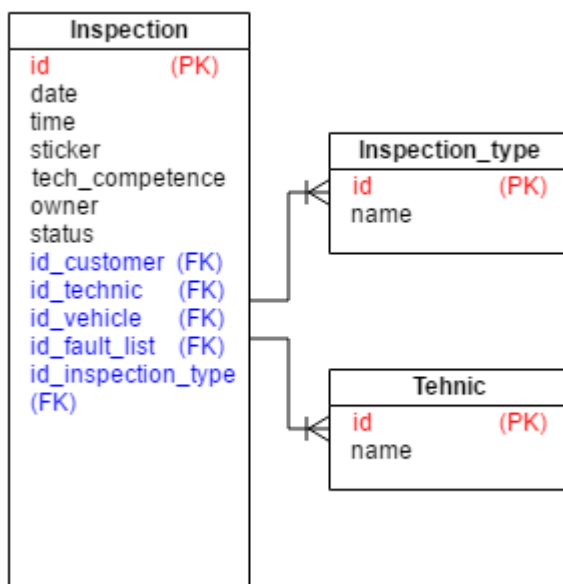 Inspection
id (PK)
date
time
sticker
tech_competence
owner
status
id_customer (FK)
id_technic (FK)
id_vehicle (FK)
id_fault_list (FK)
id_inspection_type
(FK)
Inspection_type
id (PK)
name
Tehnic
id (PK)
name